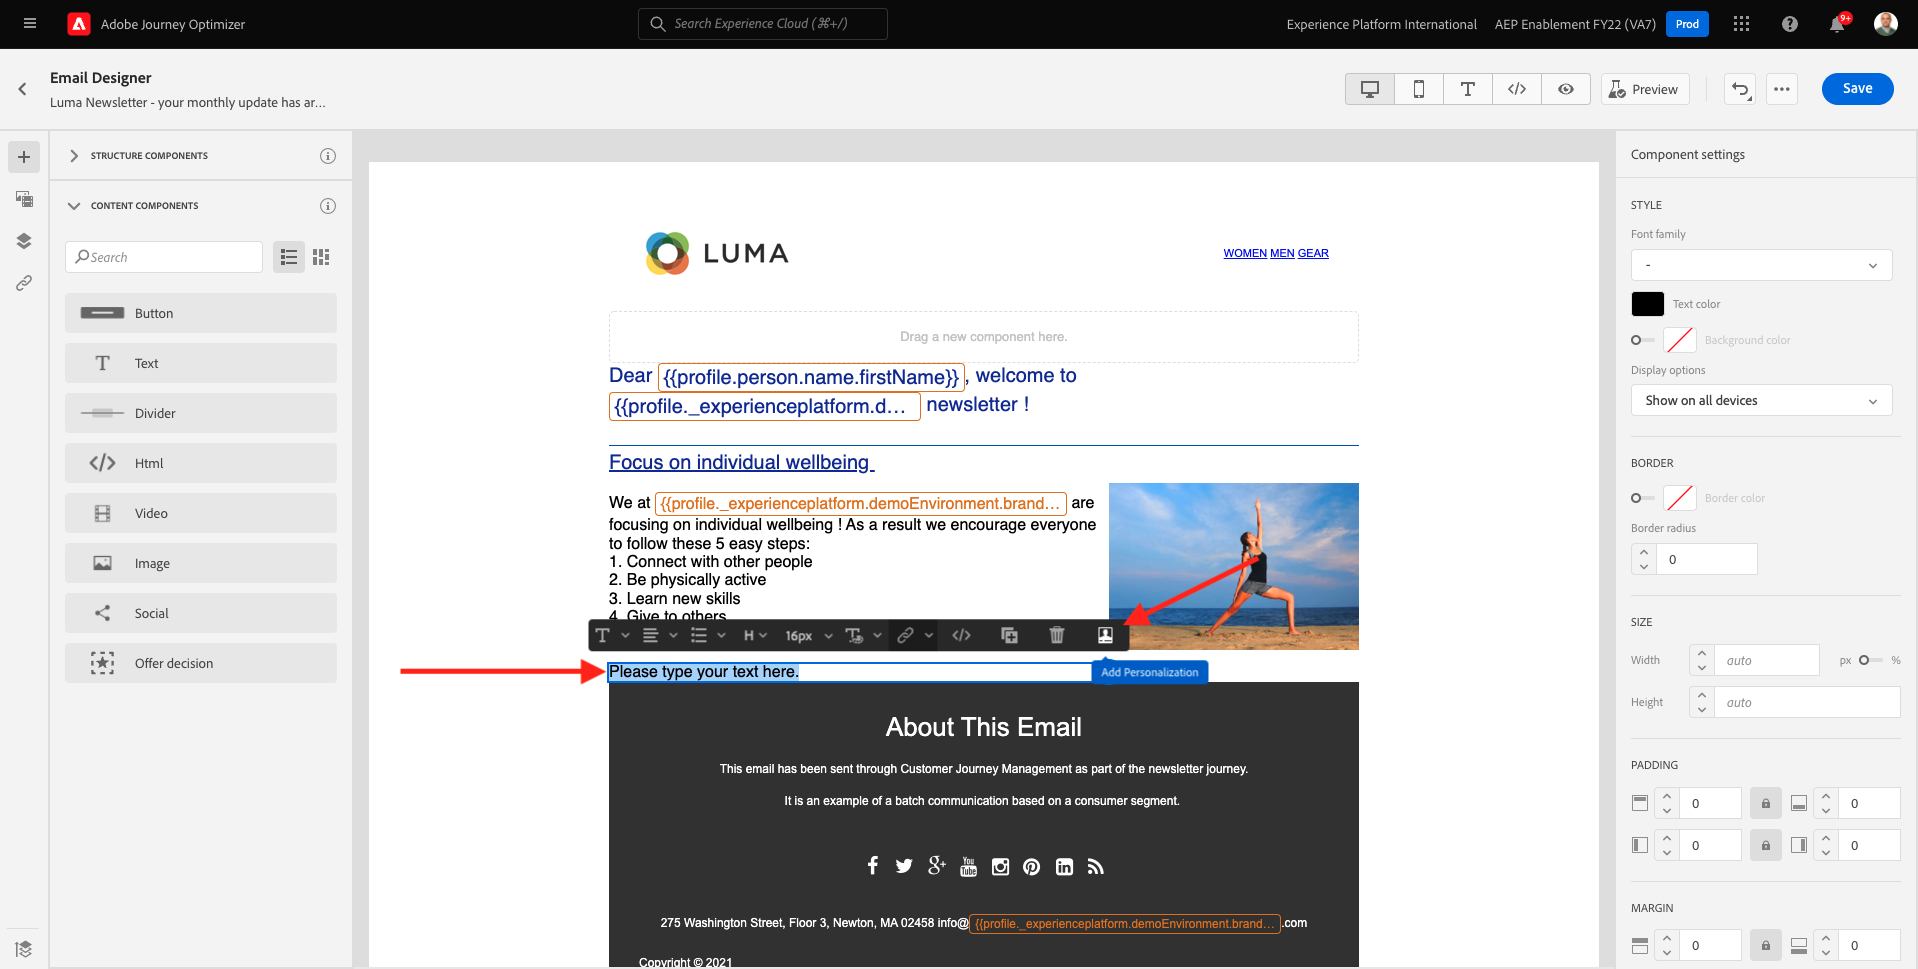 Adobe Journey Optimizer
Search Experience Cloud (⌘+/)
Experience Platform International
AEP Enablement FY22 (VA7)
Prod
9+
Email Designer
Luma Newsletter - your monthly update has ar...
Preview
Save
STRUCTURE COMPONENTS
CONTENT COMPONENTS
Search
Button
Text
Divider
Html
Video
Image
Social
Offer decision
LUMA
WOMEN MEN GEAR
Drag a new component here.
Dear {{profile.person.name.firstName}}, welcome to
{{profile._experienceplatform.d... newsletter !
Focus on individual wellbeing
We at {{profile._experienceplatform.demoEnvironment.brand... are
focusing on individual wellbeing ! As a result we encourage everyone
to follow these 5 easy steps:
1. Connect with other people
2. Be physically active
3. Learn new skills
4. Give to others
H
16px
Please type your text here.
Add Personalization
About This Email
This email has been sent through Customer Journey Management as part of the newsletter journey.
It is an example of a batch communication based on a consumer segment.
You
Tube
275 Washington Street, Floor 3, Newton, MA 02458 info@{{profile._experienceplatform.demoEnvironment.brand... .com
Copyright © 2021
Component settings
STYLE
Font family
-
Text color
Background color
Display options
Show on all devices
BORDER
Border color
Border radius
0
SIZE
Width auto px %
Height auto
PADDING
0 0
0 0
MARGIN
0 0